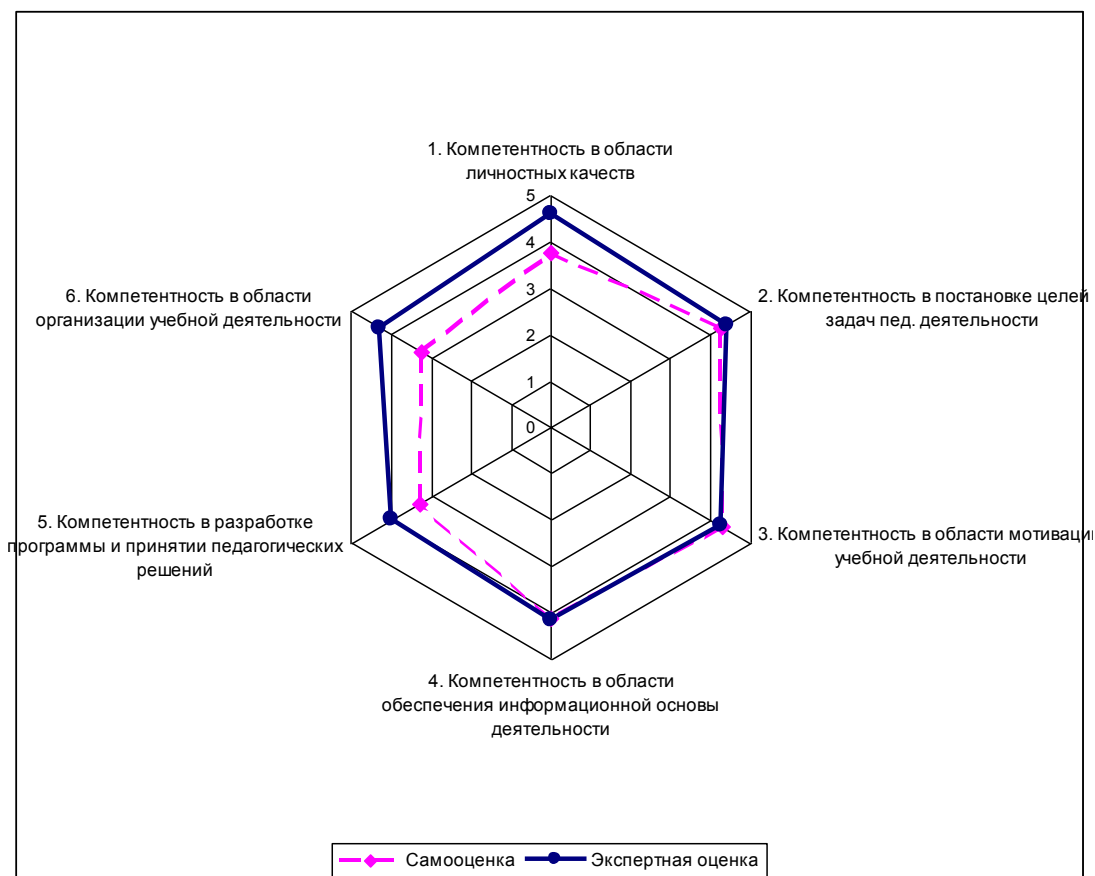 1. Компетентность в области
личностных качеств
5
4
3
2
1
0
2. Компетентность в постановке целей
задач пед. деятельности
3. Компетентность в области мотиваци
учебной деятельности
4. Компетентность в области
обеспечения информационной основы
деятельности
5. Компетентность в разработке
программы и принятии педагогических
решений
6. Компетентность в области
организации учебной деятельности
Самооценка
Экспертная оценка